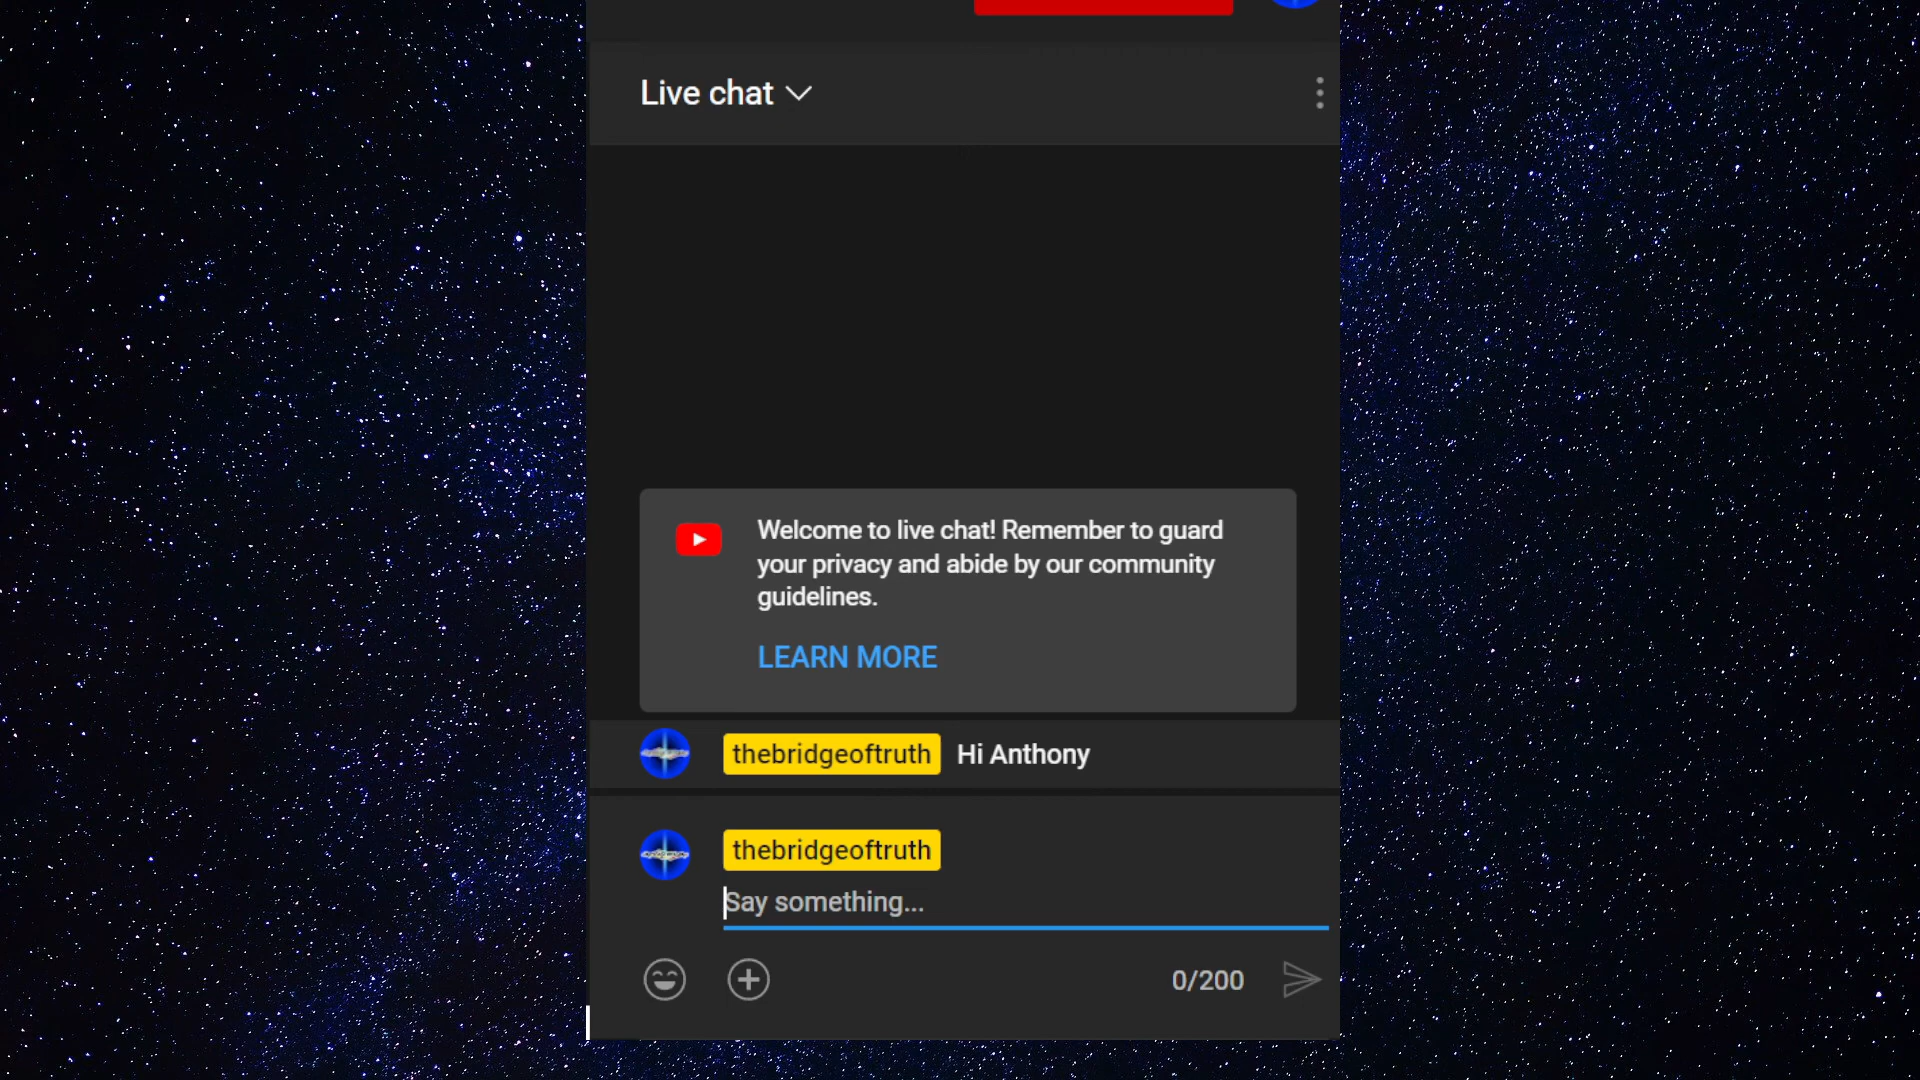 Live chat
Welcome to live chat! Remember to guard
your privacy and abide by our community
guidelines.
LEARN MORE
thebridgeoftruth Hi Anthony
thebridgeoftruth
Say something...
0/200